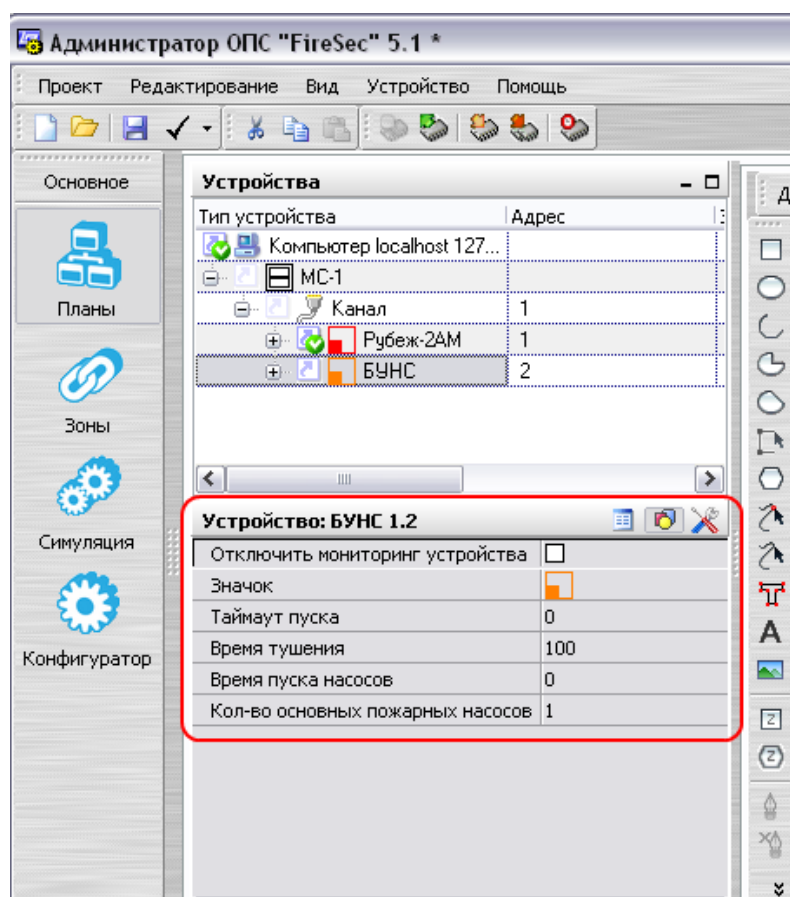 Администратор ОПС "FireSec" 5.1 *
Проект Редактирование Вид Устройство Помощь
Основное
Планы
Зоны
Симуляция
Конфигуратор
Устройства
Тип устройства Адрес
Компьютер localhost 127...
МС-1
Канал 1
Рубеж-2АМ 1
БУНС 2
Устройство: БУНС 1.2
Отключить мониторинг устройства
Значок
Таймаут пуска 0
Время тушения 100
Время пуска насосов 0
Кол-во основных пожарных насосов 1
A
Z
Z